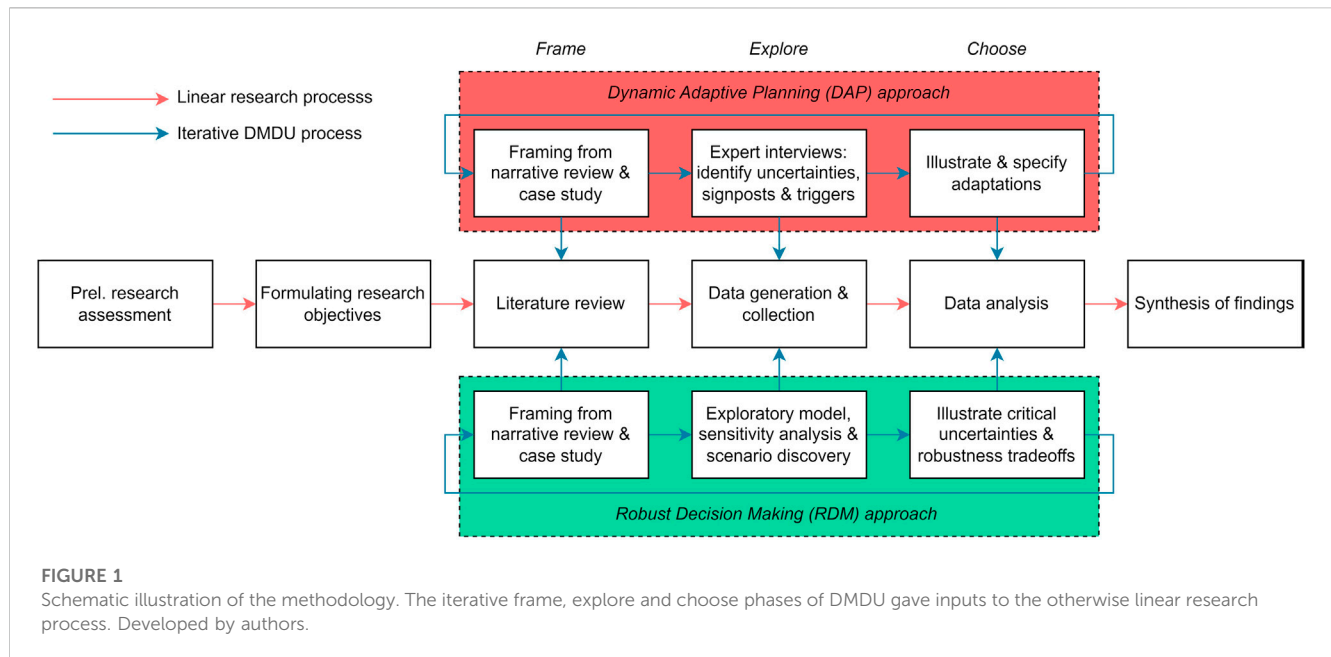 Frame Explore Choose
Linear research processs
Iterative DMDU process
Dynamic Adaptive Planning (DAP) approach
Framing from
narrative review &
case study
Expert interviews:
identify uncertainties,
signposts & triggers
Illustrate & specify
adaptations
Prel. research
assessment
Formulating research
objectives
Literature review
Data generation &
collection
Data analysis
Synthesis of findings
Framing from
narrative review &
case study
Exploratory model,
sensitivity analysis &
scenario discovery
Illustrate critical
uncertainties &
robustness tradeoffs
Robust Decision Making (RDM) approach
FIGURE 1
Schematic illustration of the methodology. The iterative frame, explore and choose phases of DMDU gave inputs to the otherwise linear research
process. Developed by authors.